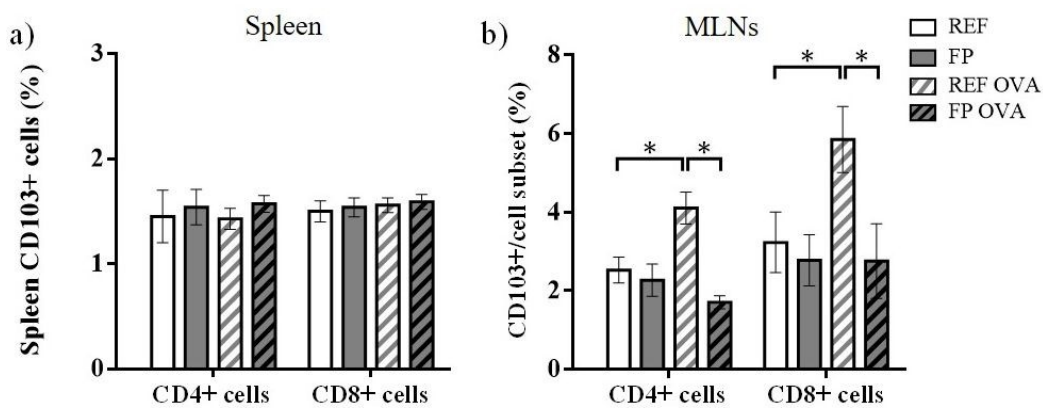 a)
Spleen
Spleen CD103+ cells (%)
3
2
1
0
CD4+ cells
CD8+ cells
b)
MLNs
CD103+/cell subset (%)
8
6
4
2
0
*
*
*
*
CD4+ cells
CD8+ cells
REF
FP
REF OVA
FP OVA